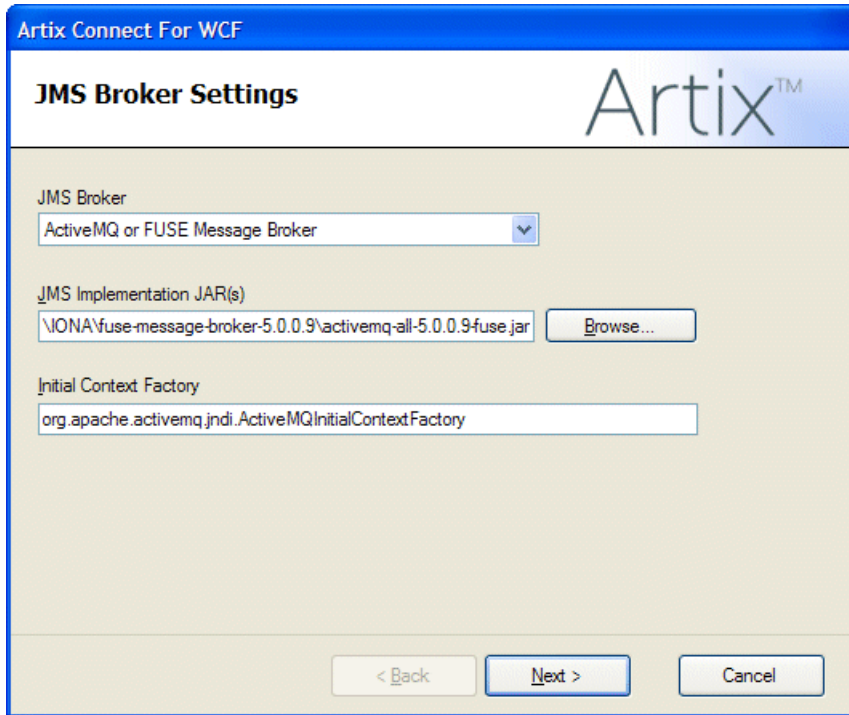 Artix Connect For WCF
JMS Broker Settings
Artix™
JMS Broker
ActiveMQ or FUSE Message Broker
JMS Implementation JAR(s)
\IONA\fuse-message-broker-5.0.0.9\activemq-all-5.0.0.9-fuse.jar
Browse...
Initial Context Factory
org.apache.activemq.jndi.ActiveMQInitialContextFactory
< Back
Next >
Cancel